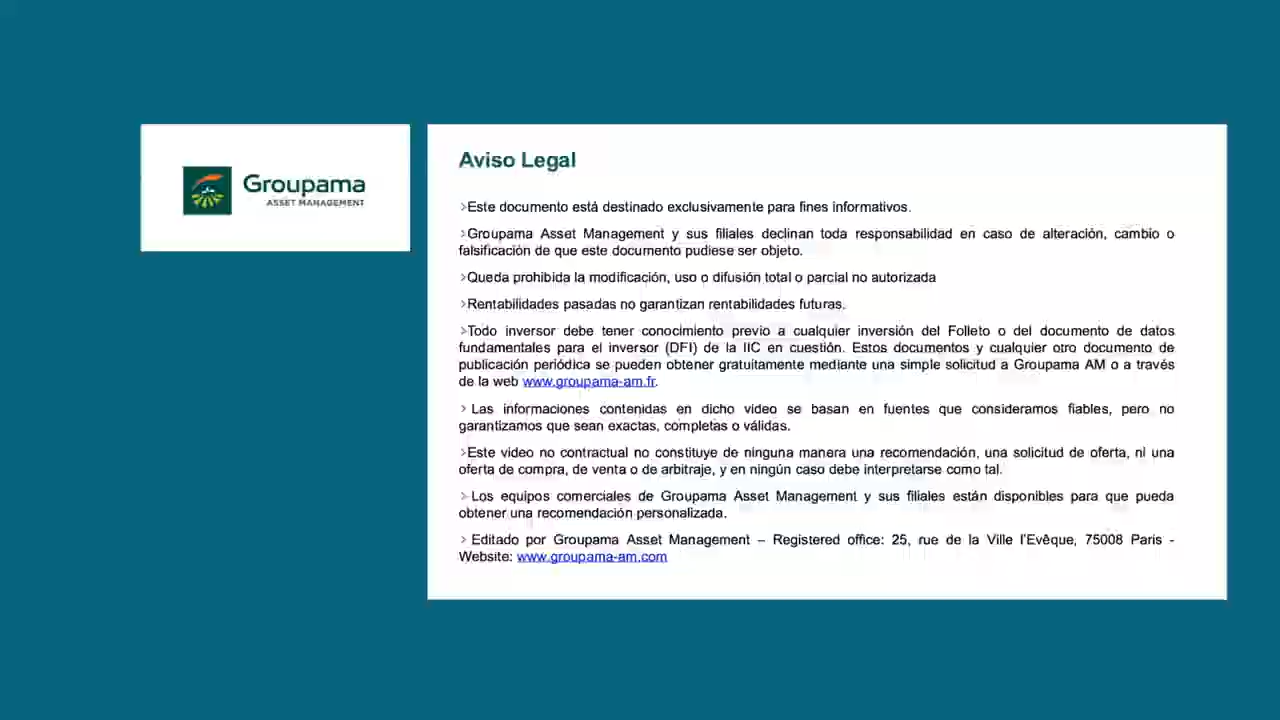 Groupama
ASSET MANAGEMENT
Aviso Legal
>Este documento está destinado exclusivamente para fines informativos.
>Groupama Asset Management y sus filiales declinan toda responsabilidad en caso de alteración, cambio o
falsificación de que este documento pudiese ser objeto.
>Queda prohibida la modificación, uso o difusión total o parcial no autorizada
>Rentabilidades pasadas no garantizan rentabilidades futuras.
>Todo inversor debe tener conocimiento previo a cualquier inversión del Folleto o del documento de datos
fundamentales para el inversor (DFI) de la IIC en cuestión. Estos documentos y cualquier otro documento de
publicación periódica se pueden obtener gratuitamente mediante una simple solicitud a Groupama AM o a través
de la web www.groupama-am.fr.
> Las informaciones contenidas en dicho video se basan en fuentes que consideramos fiables, pero no
garantizamos que sean exactas, completas o válidas.
>Este video no contractual no constituye de ninguna manera una recomendación, una solicitud de oferta, ni una
oferta de compra, de venta o de arbitraje, y en ningún caso debe interpretarse como tal.
> Los equipos comerciales de Groupama Asset Management y sus filiales están disponibles para que pueda
obtener una recomendación personalizada.
> Editado por Groupama Asset Management – Registered office: 25, rue de la Ville l'Evêque, 75008 Paris -
Website: www.groupama-am.com